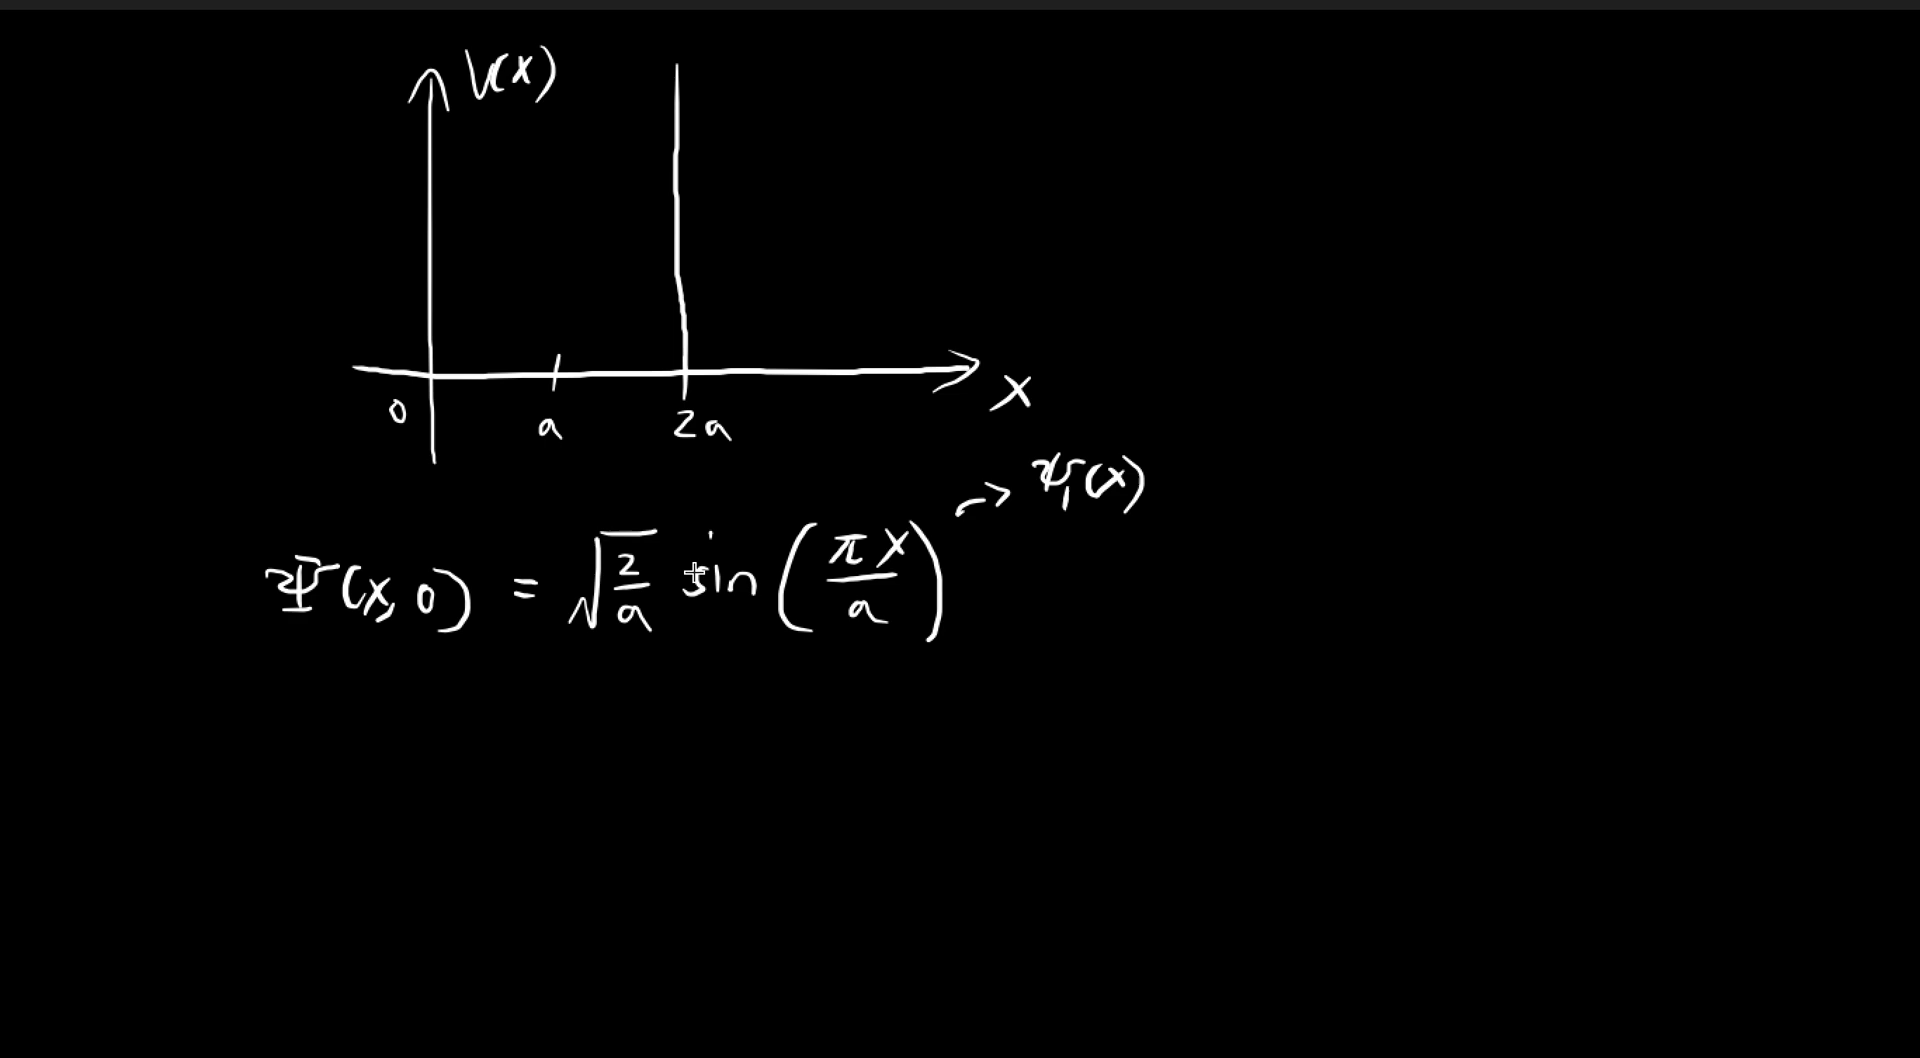 V(x)
0 a 2a x
ψ₁(x)
Ψ(x, 0) = √(2/a) sin(πx/a)